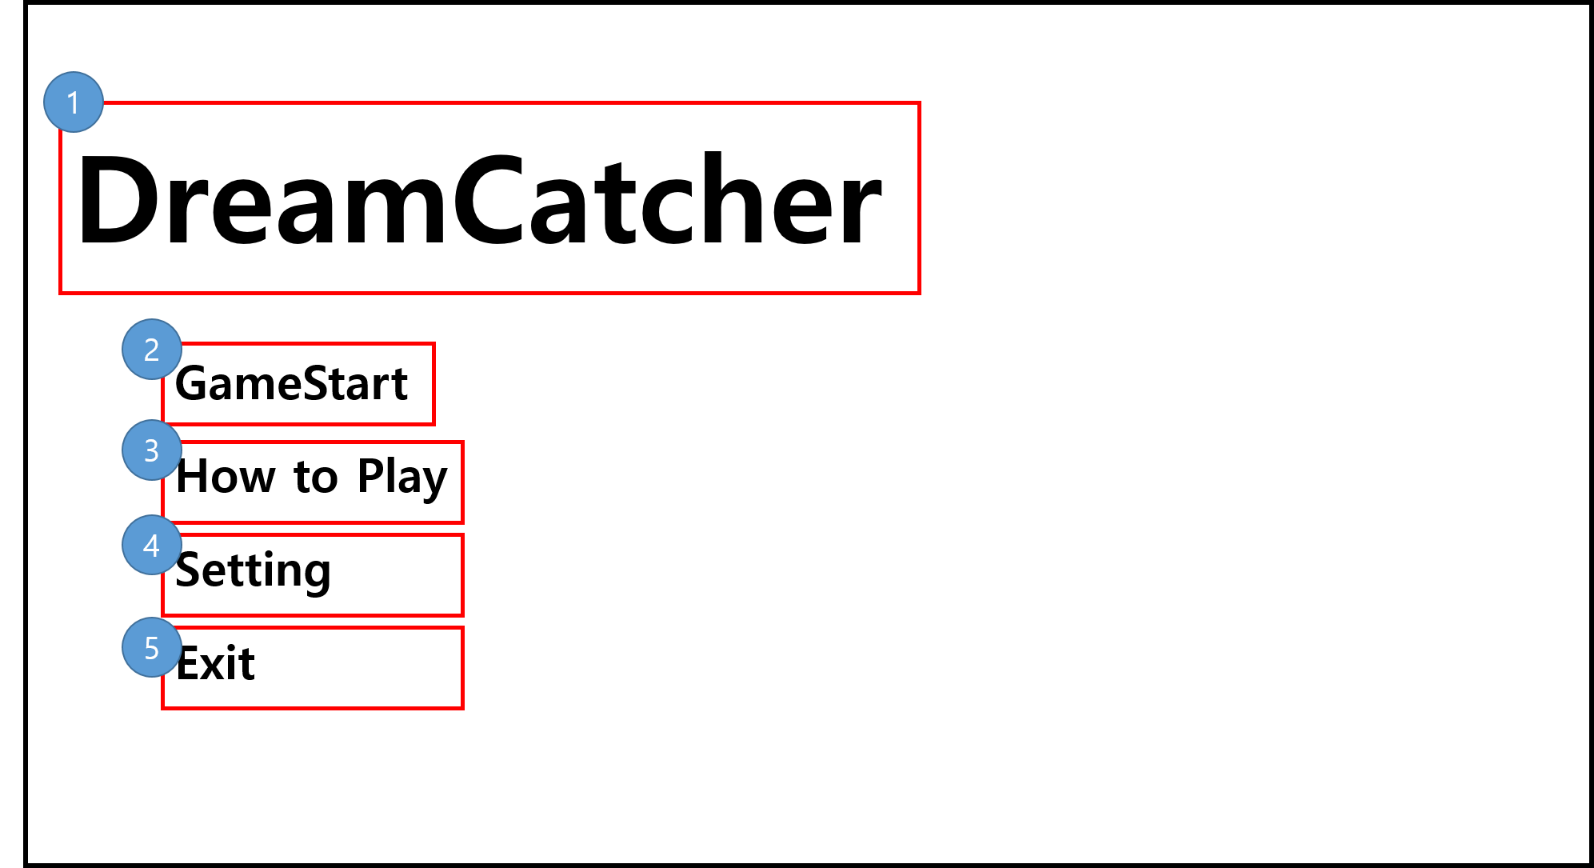 1
DreamCatcher
2
GameStart
3
How to Play
4
Setting
5
Exit